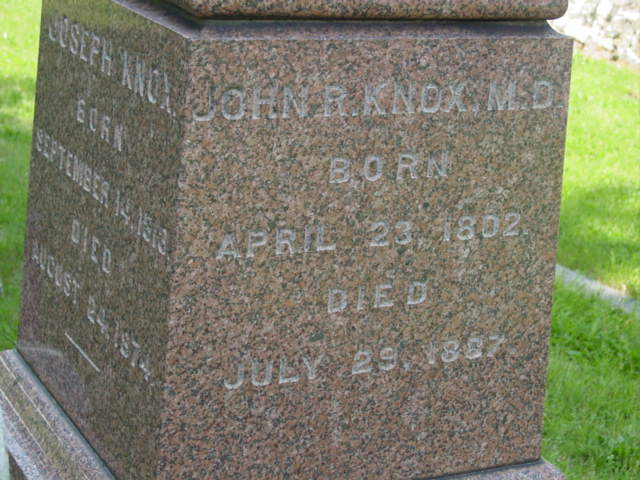 JOSEPH KNOX.
BORN
SEPTEMBER 14, 1813.
DIED
AUGUST 24, 1874.
JOHN R. KNOX, M.D.
BORN
APRIL 23, 1802.
DIED
JULY 29, 1887.